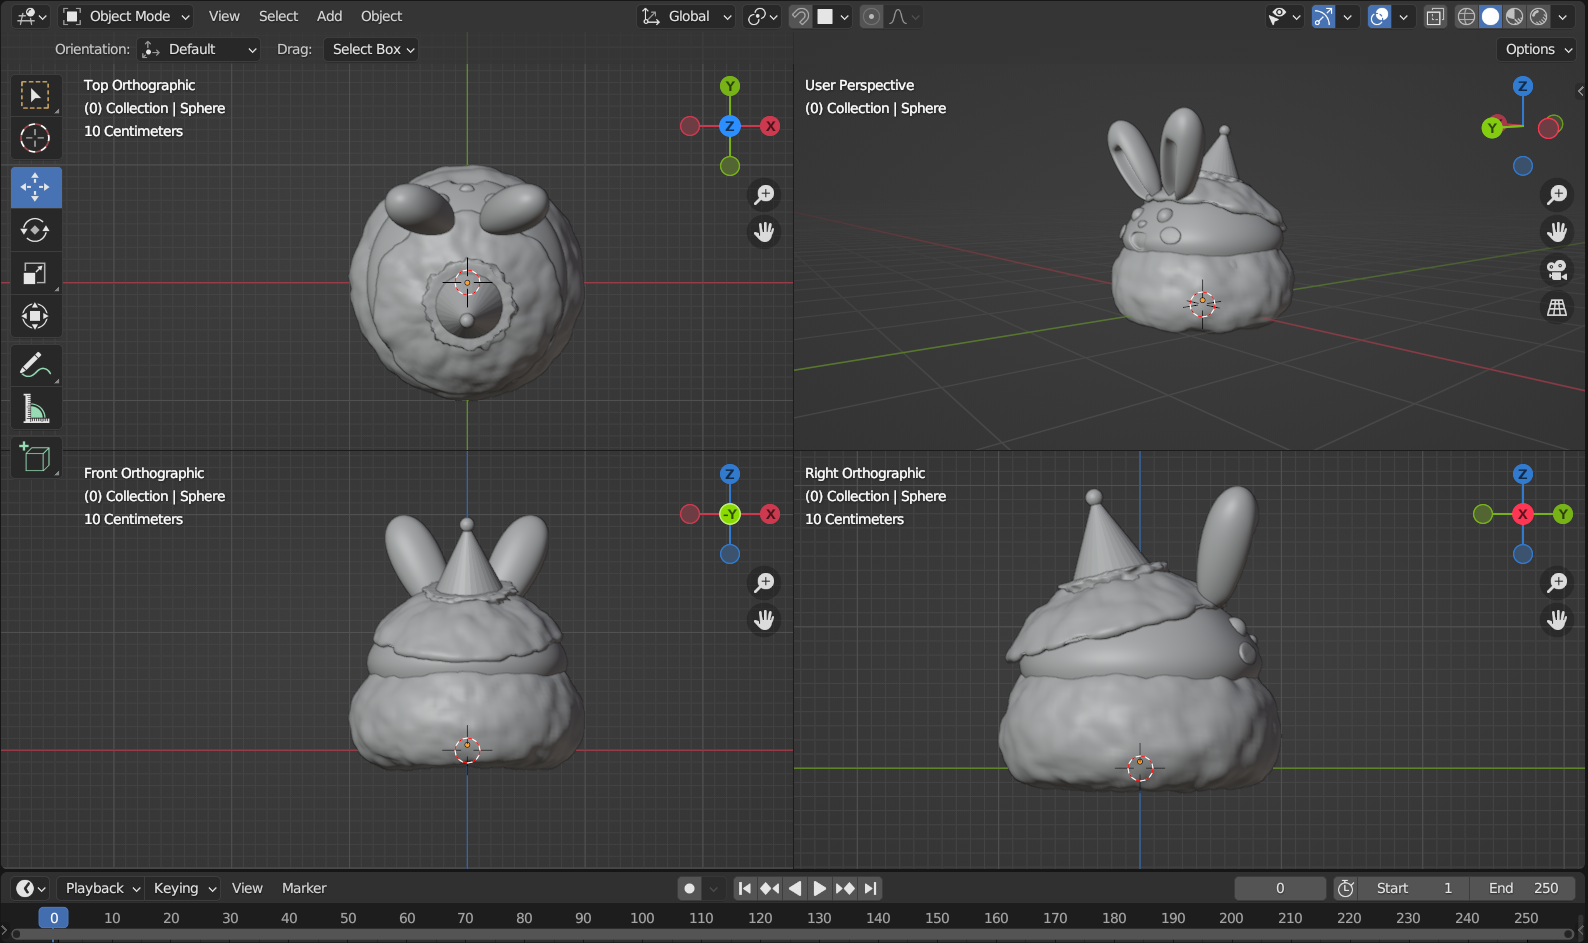 Object Mode View Select Add Object Global
Orientation: Default Drag: Select Box Options
Top Orthographic
(0) Collection | Sphere
10 Centimeters
Y
Z X
User Perspective
(0) Collection | Sphere
Z
Y
Front Orthographic
(0) Collection | Sphere
10 Centimeters
Z
-Y X
Right Orthographic
(0) Collection | Sphere
10 Centimeters
Z
X Y
Playback Keying View Marker 0 Start 1 End 250
0 10 20 30 40 50 60 70 80 90 100 110 120 130 140 150 160 170 180 190 200 210 220 230 240 250